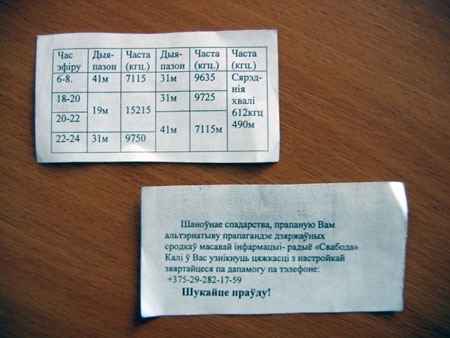 Час эфіру Дыя-пазон Часта (кгц.) Дыя-пазон Часта (кгц.) Часта (кгц.)
6-8. 41м 7115 31м 9635 Сярэд-нія хвалі 612кгц 490м
18-20 19м 15215 31м 9725
20-22 41м 7115м
22-24 31м 9750
Шаноўнае спадарства, прапаную Вам
альтэрнатыву прапагандзе дзяржаўных
сродкаў масавай інфармацыі- радыё «Свабода»
Калі ў Вас узнікнуць цяжкасці з настройкай
звяртайцеся па дапамогу па тэлефоне:
+375-29-282-17-59
Шукайце праўду!